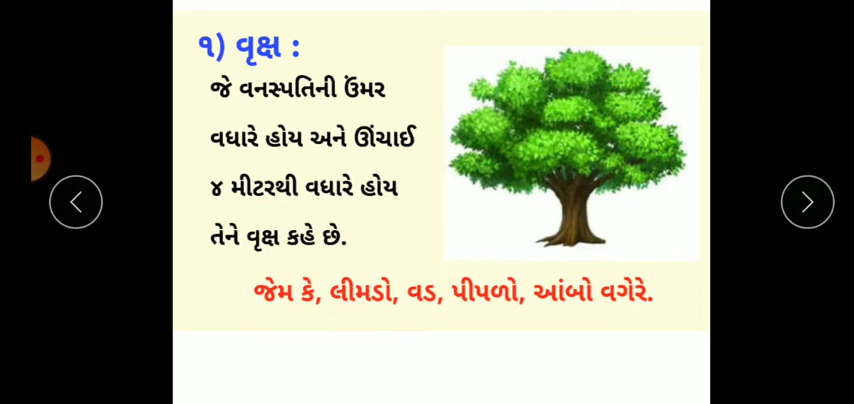 ૧) વૃક્ષ :
જે વનસ્પતિની ઉંમર
વધારે હોય અને ઊંચાઈ
૪ મીટરથી વધારે હોય
તેને વૃક્ષ કહે છે.
જેમ કે, લીમડો, વડ, પીપળો, આંબો વગેરે.